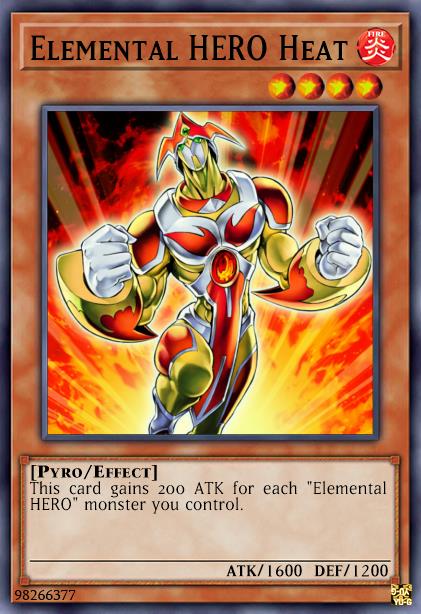 Elemental HERO Heat
FIRE
炎
[Pyro/Effect]
This card gains 200 ATK for each "Elemental
HERO" monster you control.
ATK/1600 DEF/1200
98266377